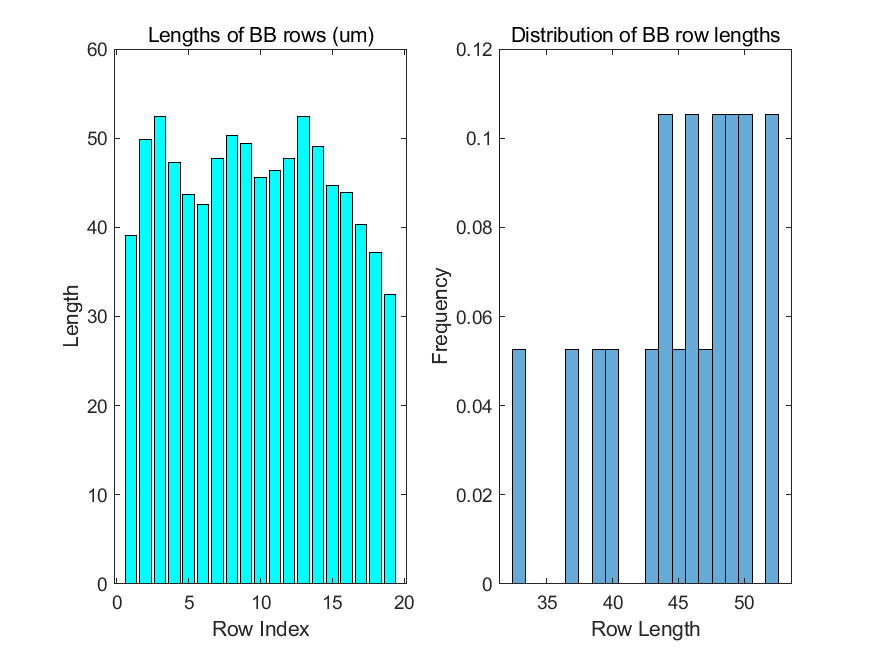 Lengths of BB rows (um)
60
50
40
30
20
10
0
Length
0 5 10 15 20
Row Index
Distribution of BB row lengths
0.12
0.1
0.08
0.06
0.04
0.02
0
Frequency
35 40 45 50
Row Length